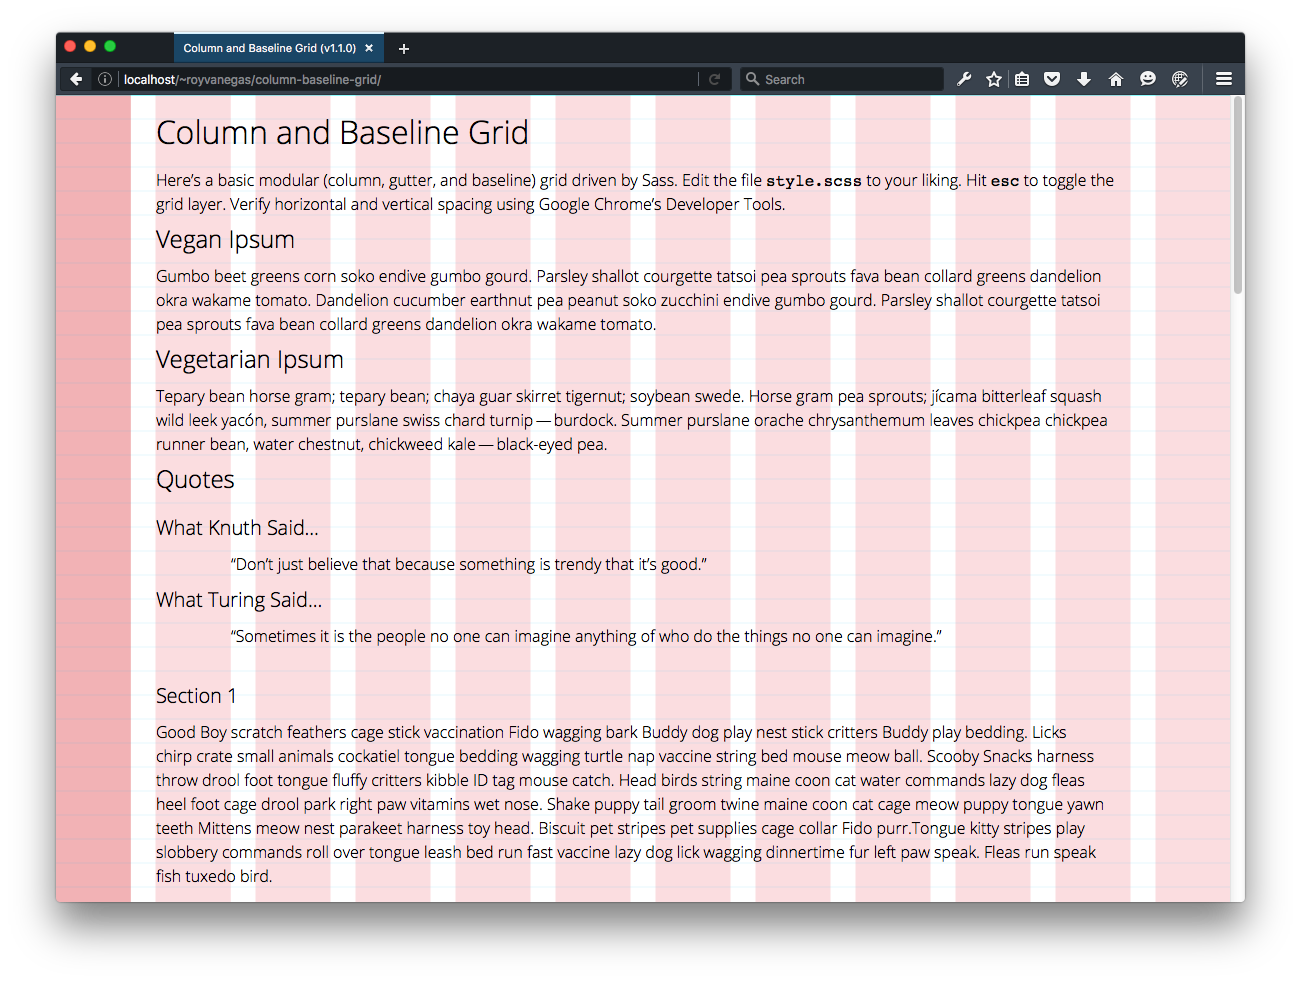 Column and Baseline Grid (v1.1.0)
localhost/~royvanegas/column-baseline-grid/
Search
Column and Baseline Grid
Here’s a basic modular (column, gutter, and baseline) grid driven by Sass. Edit the file style.scss to your liking. Hit esc to toggle the
grid layer. Verify horizontal and vertical spacing using Google Chrome’s Developer Tools.
Vegan Ipsum
Gumbo beet greens corn soko endive gumbo gourd. Parsley shallot courgette tatsoi pea sprouts fava bean collard greens dandelion
okra wakame tomato. Dandelion cucumber earthnut pea peanut soko zucchini endive gumbo gourd. Parsley shallot courgette tatsoi
pea sprouts fava bean collard greens dandelion okra wakame tomato.
Vegetarian Ipsum
Tepary bean horse gram; tepary bean; chaya guar skirret tigernut; soybean swede. Horse gram pea sprouts; jícama bitterleaf squash
wild leek yacón, summer purslane swiss chard turnip — burdock. Summer purslane orache chrysanthemum leaves chickpea chickpea
runner bean, water chestnut, chickweed kale — black-eyed pea.
Quotes
What Knuth Said…
“Don’t just believe that because something is trendy that it’s good.”
What Turing Said…
“Sometimes it is the people no one can imagine anything of who do the things no one can imagine.”
Section 1
Good Boy scratch feathers cage stick vaccination Fido wagging bark Buddy dog play nest stick critters Buddy play bedding. Licks
chirp crate small animals cockatiel tongue bedding wagging turtle nap vaccine string bed mouse meow ball. Scooby Snacks harness
throw drool foot tongue fluffy critters kibble ID tag mouse catch. Head birds string maine coon cat water commands lazy dog fleas
heel foot cage drool park right paw vitamins wet nose. Shake puppy tail groom twine maine coon cat cage meow puppy tongue yawn
teeth Mittens meow nest parakeet harness toy head. Biscuit pet stripes pet supplies cage collar Fido purr.Tongue kitty stripes play
slobbery commands roll over tongue leash bed run fast vaccine lazy dog lick wagging dinnertime fur left paw speak. Fleas run speak
fish tuxedo bird.